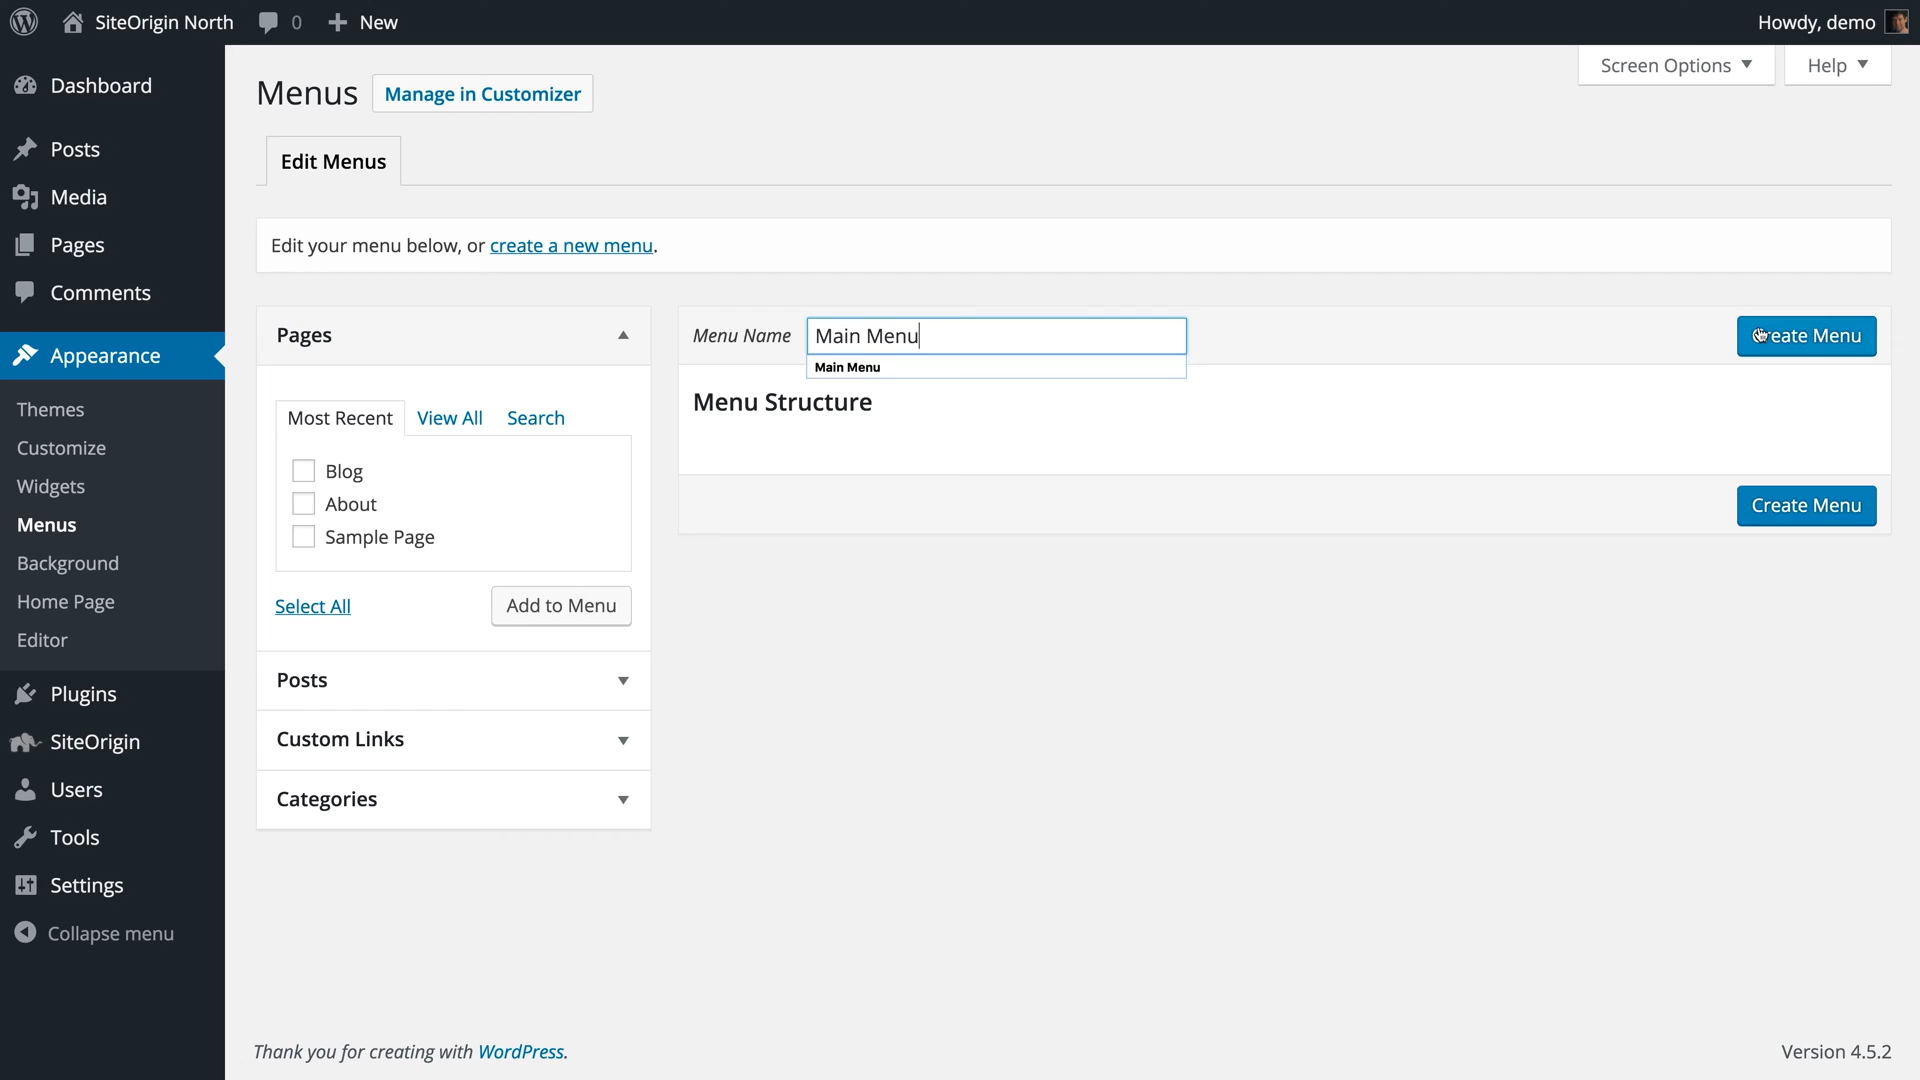 SiteOrigin North 0 New Howdy, demo
Screen Options Help
Dashboard
Posts
Media
Pages
Comments
Appearance
Themes
Customize
Widgets
Menus
Background
Home Page
Editor
Plugins
SiteOrigin
Users
Tools
Settings
Collapse menu
Menus Manage in Customizer
Edit Menus
Edit your menu below, or create a new menu.
Pages
Most Recent View All Search
Blog
About
Sample Page
Select All Add to Menu
Posts
Custom Links
Categories
Menu Name Main Menu Create Menu
Main Menu
Menu Structure
Create Menu
Thank you for creating with WordPress. Version 4.5.2